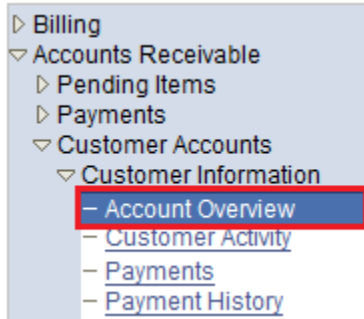 Billing
Accounts Receivable
Pending Items
Payments
Customer Accounts
Customer Information
– Account Overview
– Customer Activity
– Payments
– Payment History